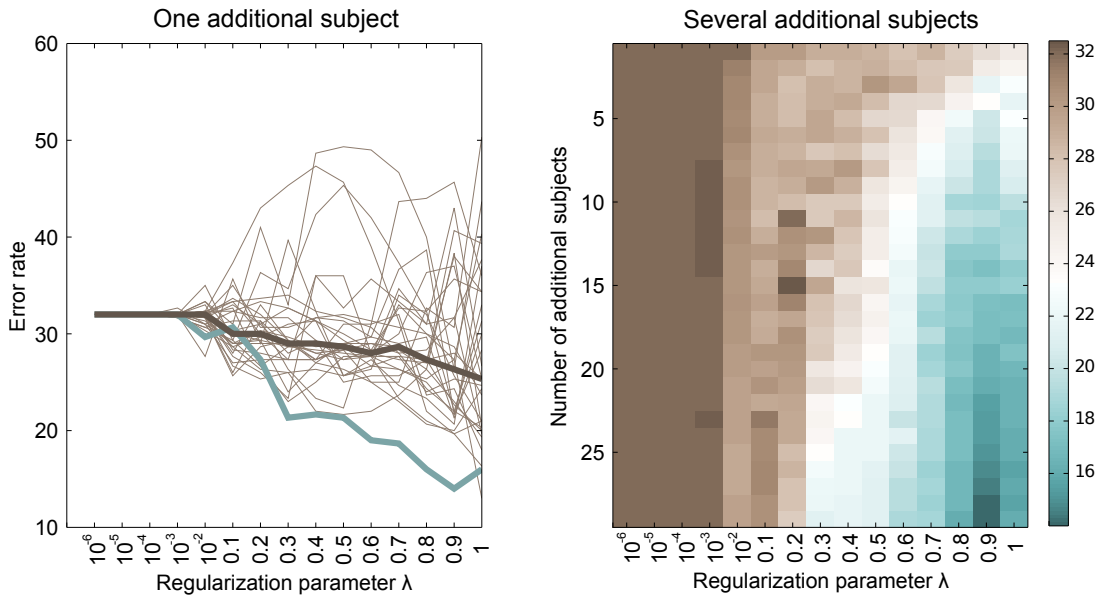 One additional subject
60
50
40
30
20
10
Error rate
10⁻⁶ 10⁻⁵ 10⁻⁴ 10⁻³ 10⁻² 0.1 0.2 0.3 0.4 0.5 0.6 0.7 0.8 0.9 1
Regularization parameter λ
Several additional subjects
5
10
15
20
25
Number of additional subjects
10⁻⁶ 10⁻⁵ 10⁻⁴ 10⁻³ 10⁻² 0.1 0.2 0.3 0.4 0.5 0.6 0.7 0.8 0.9 1
Regularization parameter λ
32
30
28
26
24
22
20
18
16